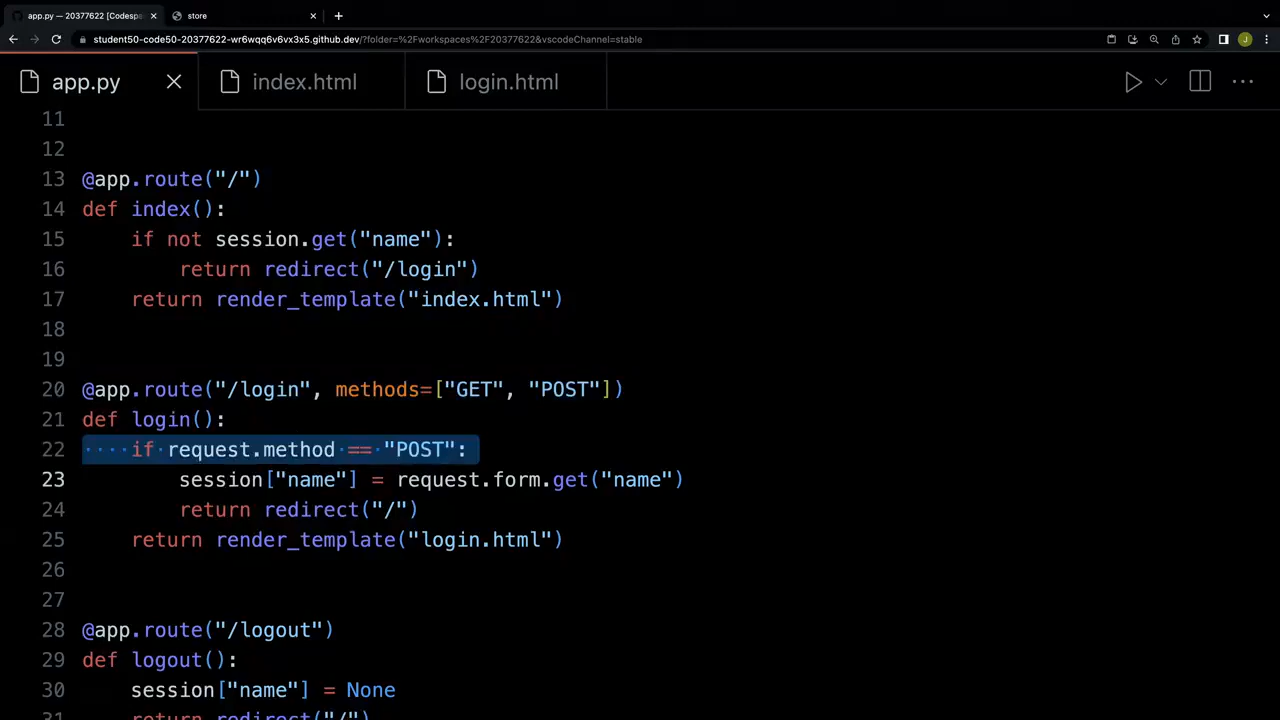 app.py — 20377622 [Codespa
store
student50-code50-20377622-wr6wqq6v6vx3x5.github.dev/?folder=%2Fworkspaces%2F20377622&vscodeChannel=stable
J
app.py
index.html
login.html
11
12
13 @app.route("/")
14 def index():
15 if not session.get("name"):
16 return redirect("/login")
17 return render_template("index.html")
18
19
20 @app.route("/login", methods=["GET", "POST"])
21 def login():
22 ····if·request.method·==·"POST":
23 session["name"] = request.form.get("name")
24 return redirect("/")
25 return render_template("login.html")
26
27
28 @app.route("/logout")
29 def logout():
30 session["name"] = None
31 return redirect("/")